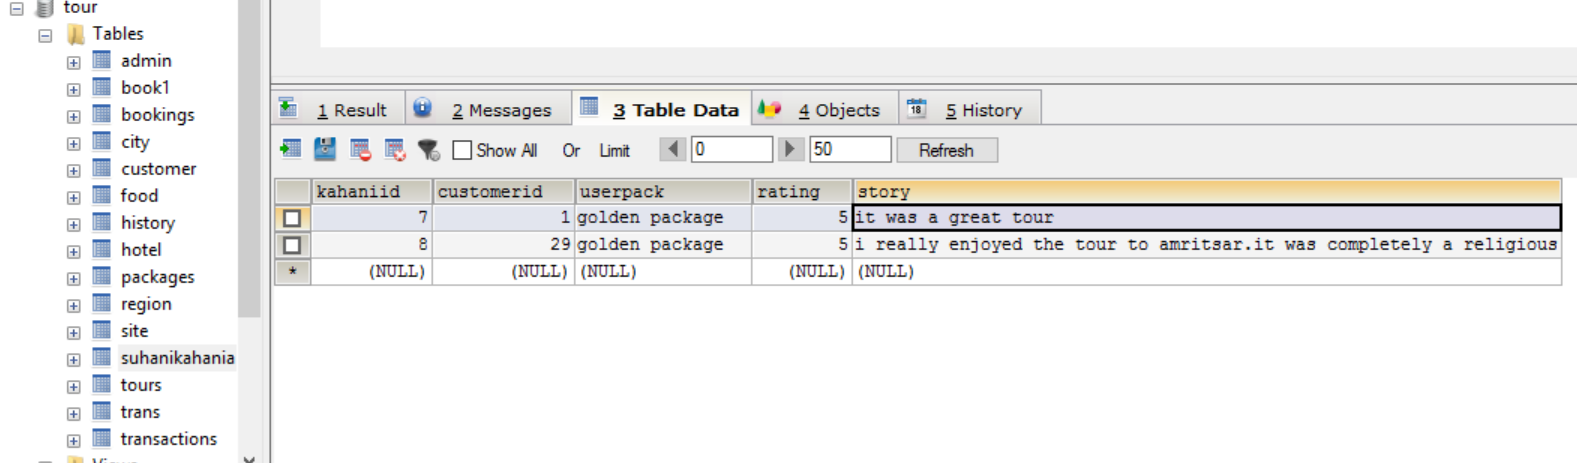 tour
Tables
admin
book1
bookings
city
customer
food
history
hotel
packages
region
site
suhanikahania
tours
trans
transactions
Views
1 Result 2 Messages 3 Table Data 4 Objects 18 5 History
Show All Or Limit 0 50 Refresh
kahaniid customerid userpack rating story
7 1 golden package 5 it was a great tour
8 29 golden package 5 i really enjoyed the tour to amritsar.it was completely a religious
* (NULL) (NULL) (NULL) (NULL) (NULL)